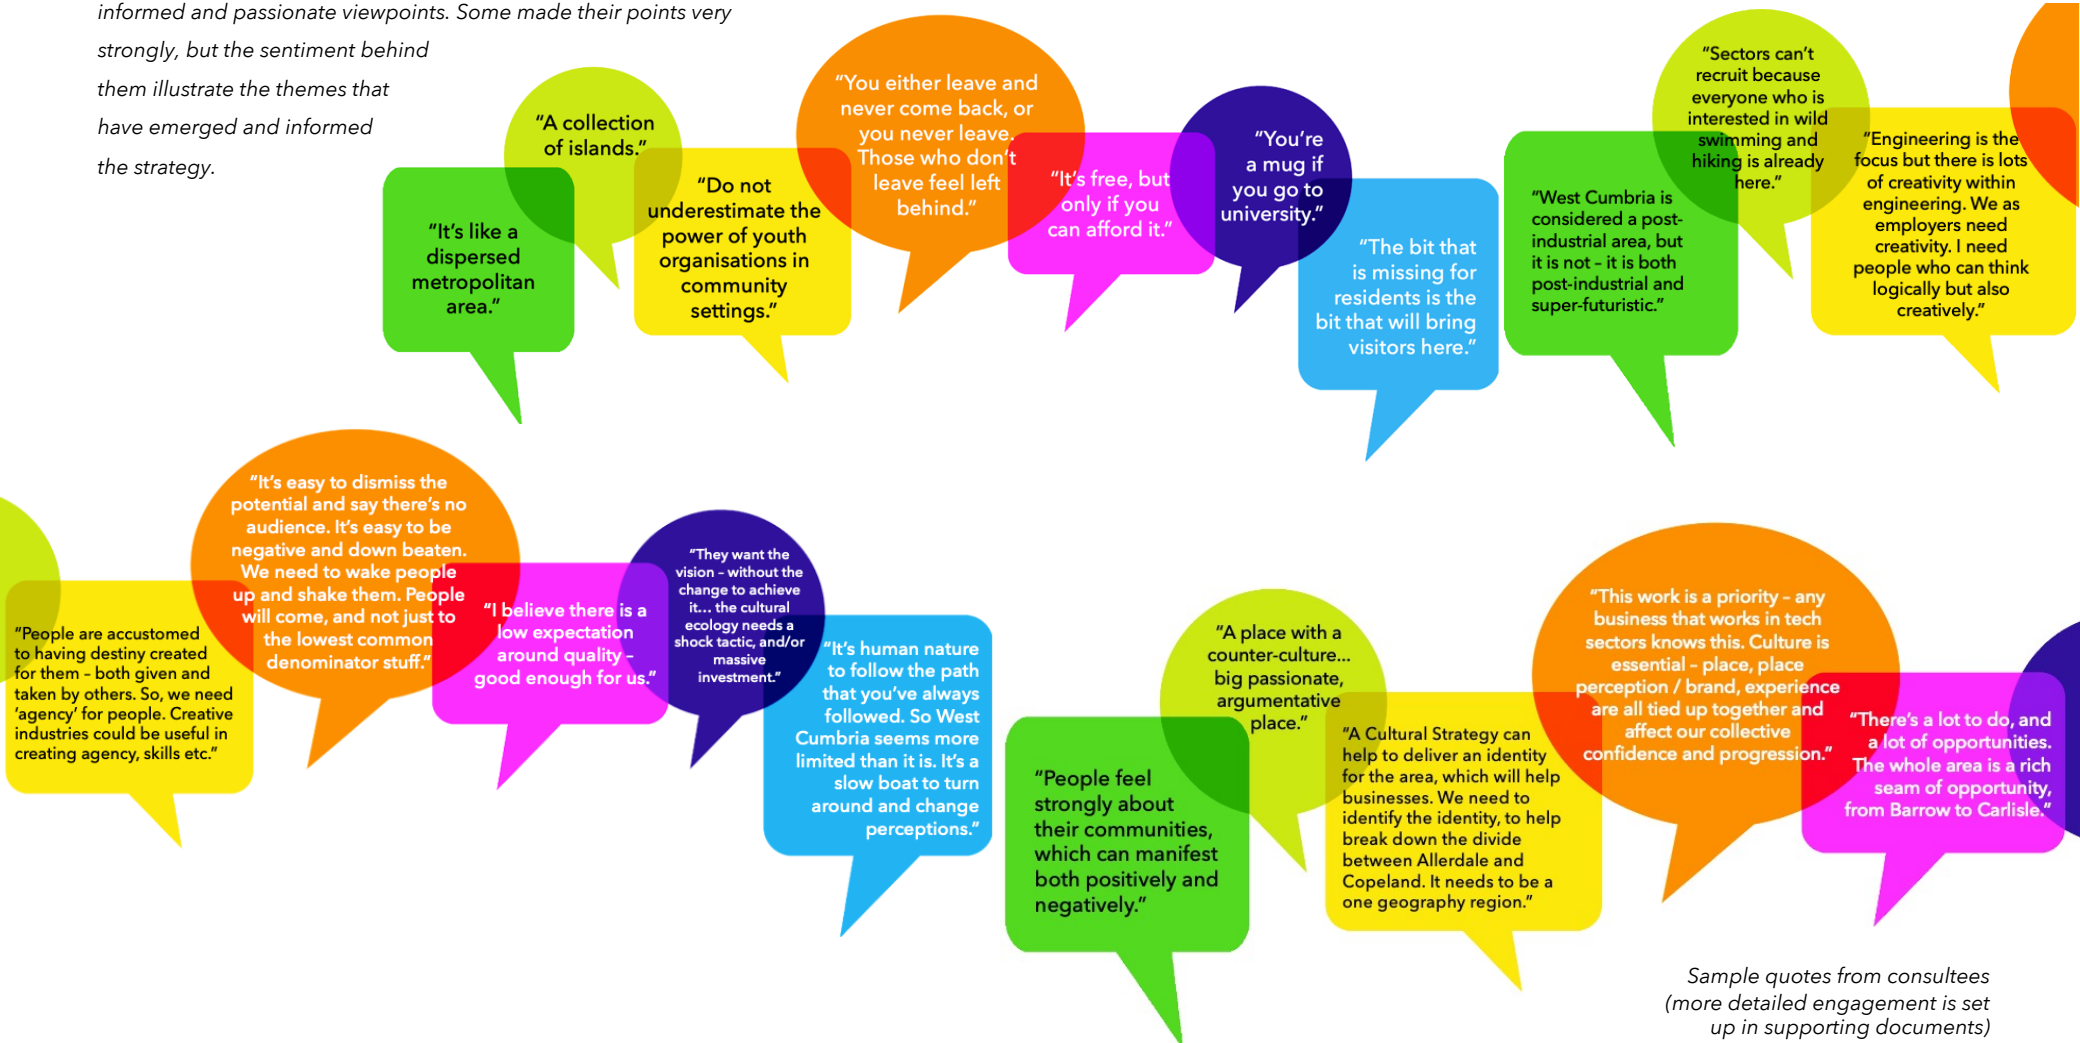 informed and passionate viewpoints. Some made their points very
strongly, but the sentiment behind
them illustrate the themes that
have emerged and informed
the strategy.
“It’s like a
dispersed
metropolitan
area.”
“A collection
of islands.”
“Do not
underestimate the
power of youth
organisations in
community
settings.”
“You either leave and
never come back, or
you never leave.
Those who don’t
leave feel left
behind.”
“It’s free, but
only if you
can afford it.”
“You’re
a mug if
you go to
university.”
“The bit that
is missing for
residents is the
bit that will bring
visitors here.”
“West Cumbria is
considered a post-
industrial area, but
it is not – it is both
post-industrial and
super-futuristic.”
“Sectors can’t
recruit because
everyone who is
interested in wild
swimming and
hiking is already
here.”
“Engineering is the
focus but there is lots
of creativity within
engineering. We as
employers need
creativity. I need
people who can think
logically but also
creatively.”
“People are accustomed
to having destiny created
for them – both given and
taken by others. So, we need
‘agency’ for people. Creative
industries could be useful in
creating agency, skills etc.”
“It’s easy to dismiss the
potential and say there’s no
audience. It’s easy to be
negative and down beaten.
We need to wake people
up and shake them. People
will come, and not just to
the lowest common
denominator stuff.”
“I believe there is a
low expectation
around quality –
good enough for us.”
“They want the
vision – without the
change to achieve
it... the cultural
ecology needs a
shock tactic, and/or
massive
investment.”
“It’s human nature
to follow the path
that you’ve always
followed. So West
Cumbria seems more
limited than it is. It’s a
slow boat to turn
around and change
perceptions.”
“People feel
strongly about
their communities,
which can manifest
both positively and
negatively.”
“A place with a
counter-culture...
big passionate,
argumentative
place.”
“A Cultural Strategy can
help to deliver an identity
for the area, which will help
businesses. We need to
identify the identity, to help
break down the divide
between Allerdale and
Copeland. It needs to be a
one geography region.”
“This work is a priority – any
business that works in tech
sectors knows this. Culture is
essential – place, place
perception / brand, experience
are all tied up together and
affect our collective
confidence and progression.”
“There’s a lot to do, and
a lot of opportunities.
The whole area is a rich
seam of opportunity,
from Barrow to Carlisle.”
Sample quotes from consultees
(more detailed engagement is set
up in supporting documents)